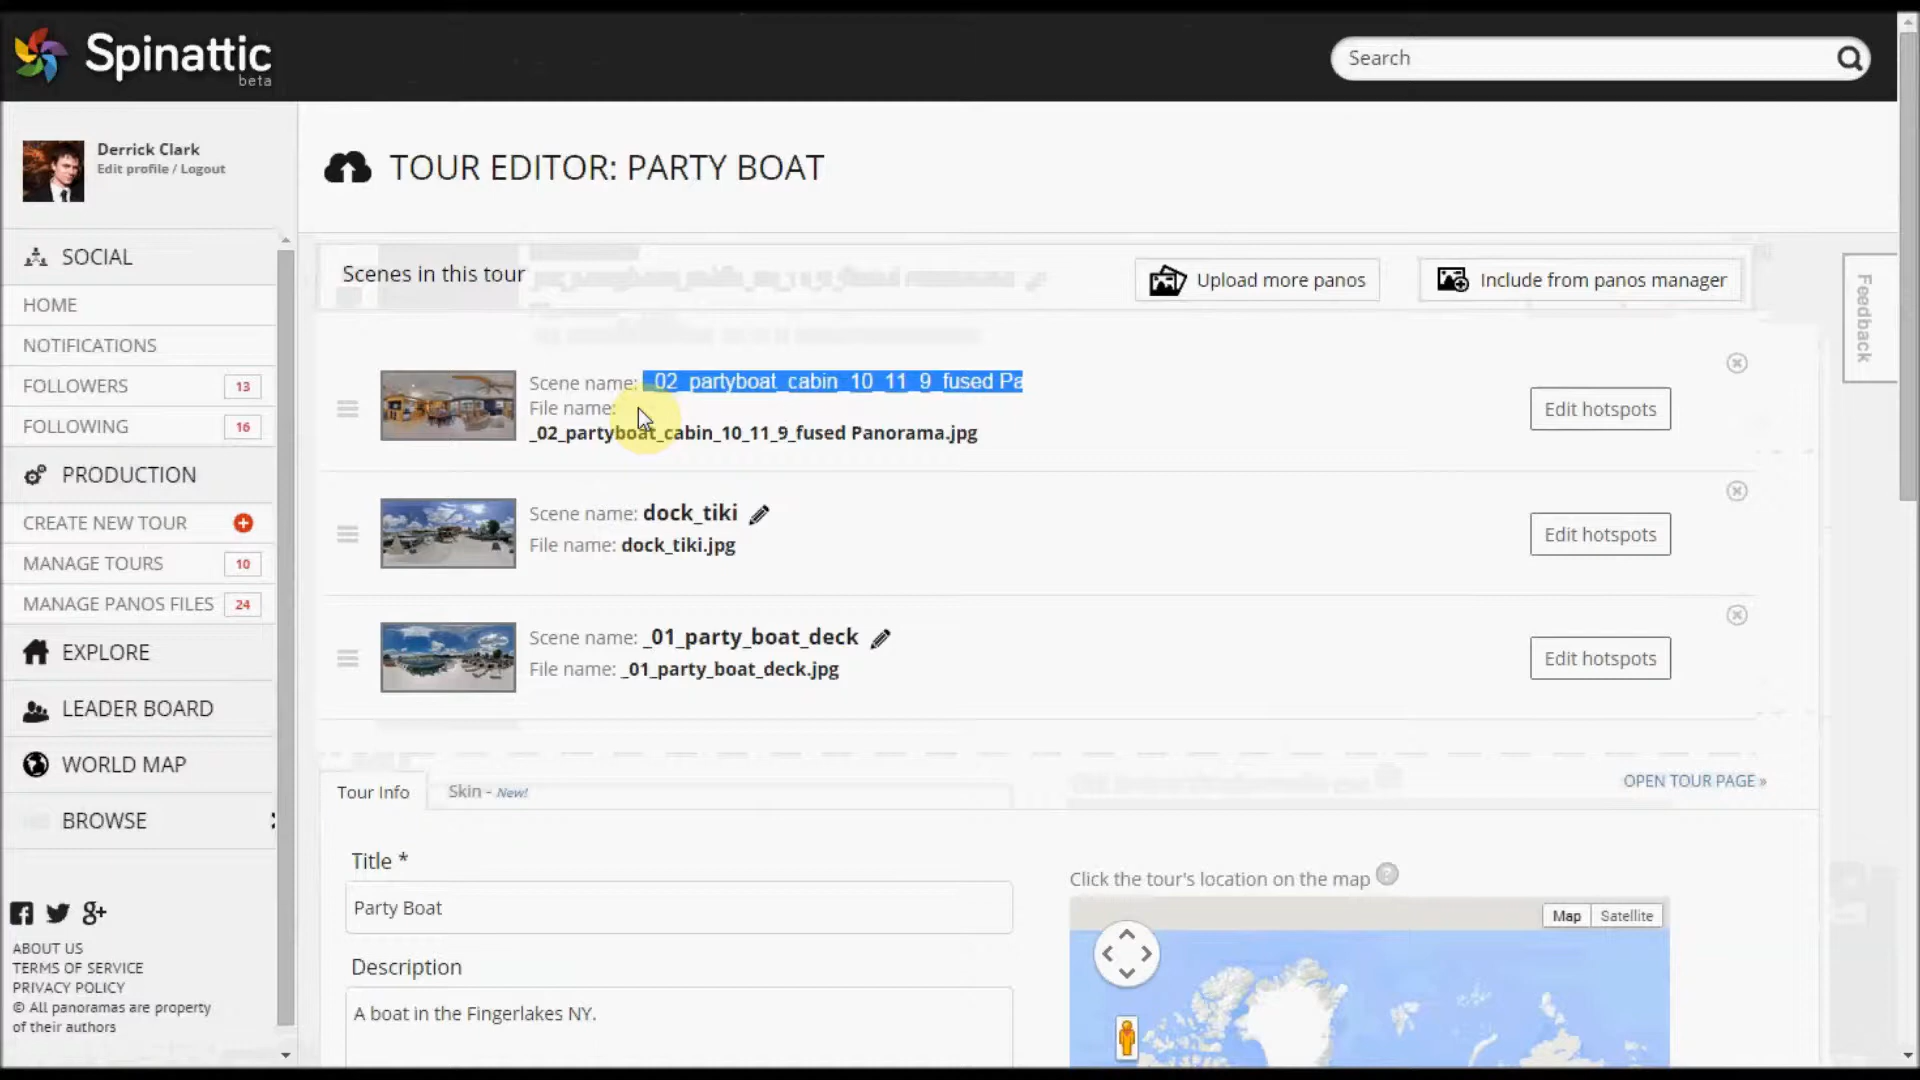 Spinattic
beta
Search
Derrick Clark
Edit profile / Logout
TOUR EDITOR: PARTY BOAT
SOCIAL
HOME
NOTIFICATIONS
FOLLOWERS 13
FOLLOWING 16
PRODUCTION
CREATE NEW TOUR
MANAGE TOURS 10
MANAGE PANOS FILES 24
EXPLORE
LEADER BOARD
WORLD MAP
BROWSE
ABOUT US
TERMS OF SERVICE
PRIVACY POLICY
© All panoramas are property
of their authors
Scenes in this tour
Upload more panos
Include from panos manager
Feedback
Scene name: _02_partyboat_cabin_10_11_9_fused Pa
File name:
_02_partyboat_cabin_10_11_9_fused Panorama.jpg
Edit hotspots
Scene name: dock_tiki
File name: dock_tiki.jpg
Edit hotspots
Scene name: _01_party_boat_deck
File name: _01_party_boat_deck.jpg
Edit hotspots
Tour Info
Skin - New!
OPEN TOUR PAGE »
Title *
Party Boat
Description
A boat in the Fingerlakes NY.
Click the tour's location on the map ?
Map Satellite